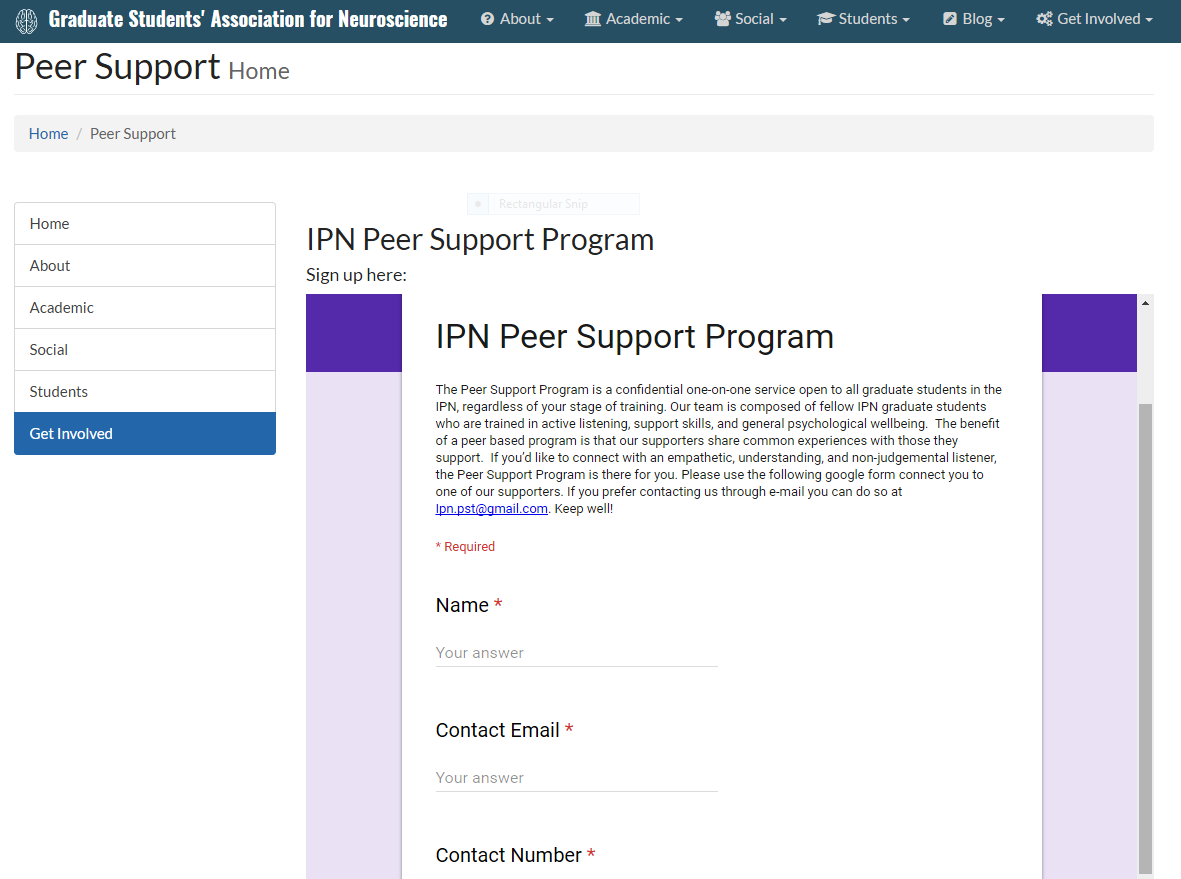 Graduate Students' Association for Neuroscience About Academic Social Students Blog Get Involved
Peer Support Home
Home / Peer Support
Rectangular Snip
Home
About
Academic
Social
Students
Get Involved
IPN Peer Support Program
Sign up here:
IPN Peer Support Program
The Peer Support Program is a confidential one-on-one service open to all graduate students in the
IPN, regardless of your stage of training. Our team is composed of fellow IPN graduate students
who are trained in active listening, support skills, and general psychological wellbeing.  The benefit
of a peer based program is that our supporters share common experiences with those they
support.  If you'd like to connect with an empathetic, understanding, and non-judgemental listener,
the Peer Support Program is there for you. Please use the following google form connect you to
one of our supporters. If you prefer contacting us through e-mail you can do so at
Ipn.pst@gmail.com. Keep well!
* Required
Name *
Your answer
Contact Email *
Your answer
Contact Number *